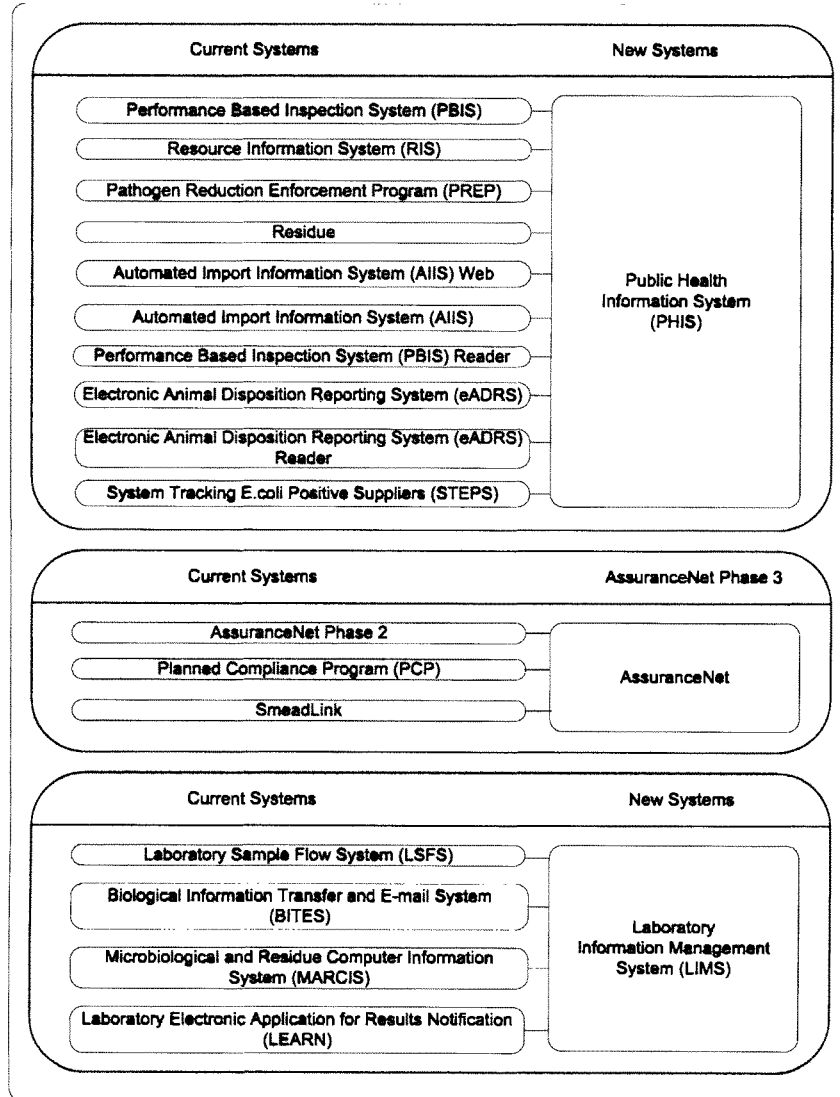 Current Systems New Systems
Performance Based Inspection System (PBIS)
Resource Information System (RIS)
Pathogen Reduction Enforcement Program (PREP)
Residue
Automated Import Information System (AIIS) Web
Automated Import Information System (AIIS)
Performance Based Inspection System (PBIS) Reader
Electronic Animal Disposition Reporting System (eADRS)
Electronic Animal Disposition Reporting System (eADRS)
Reader
System Tracking E.coli Positive Suppliers (STEPS)
Public Health
Information System
(PHIS)
Current Systems AssuranceNet Phase 3
AssuranceNet Phase 2
Planned Compliance Program (PCP)
SmeadLink
AssuranceNet
Current Systems New Systems
Laboratory Sample Flow System (LSFS)
Biological Information Transfer and E-mail System
(BITES)
Microbiological and Residue Computer Information
System (MARCIS)
Laboratory Electronic Application for Results Notification
(LEARN)
Laboratory
Information Management
System (LIMS)